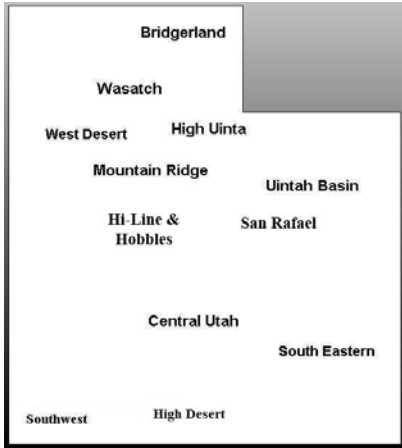 Bridgerland
Wasatch
High Uinta
West Desert
Mountain Ridge
Uintah Basin
Hi-Line &
Hobbles
San Rafael
Central Utah
South Eastern
High Desert
Southwest